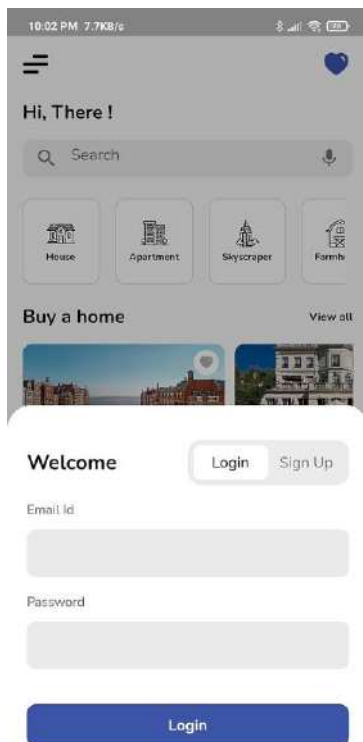 10:02 PM 7.7KB/s
Hi, There !
Search
House Apartment Skyscraper Farmh
Buy a home View all
Welcome Login Sign Up
Email Id
Password
Login